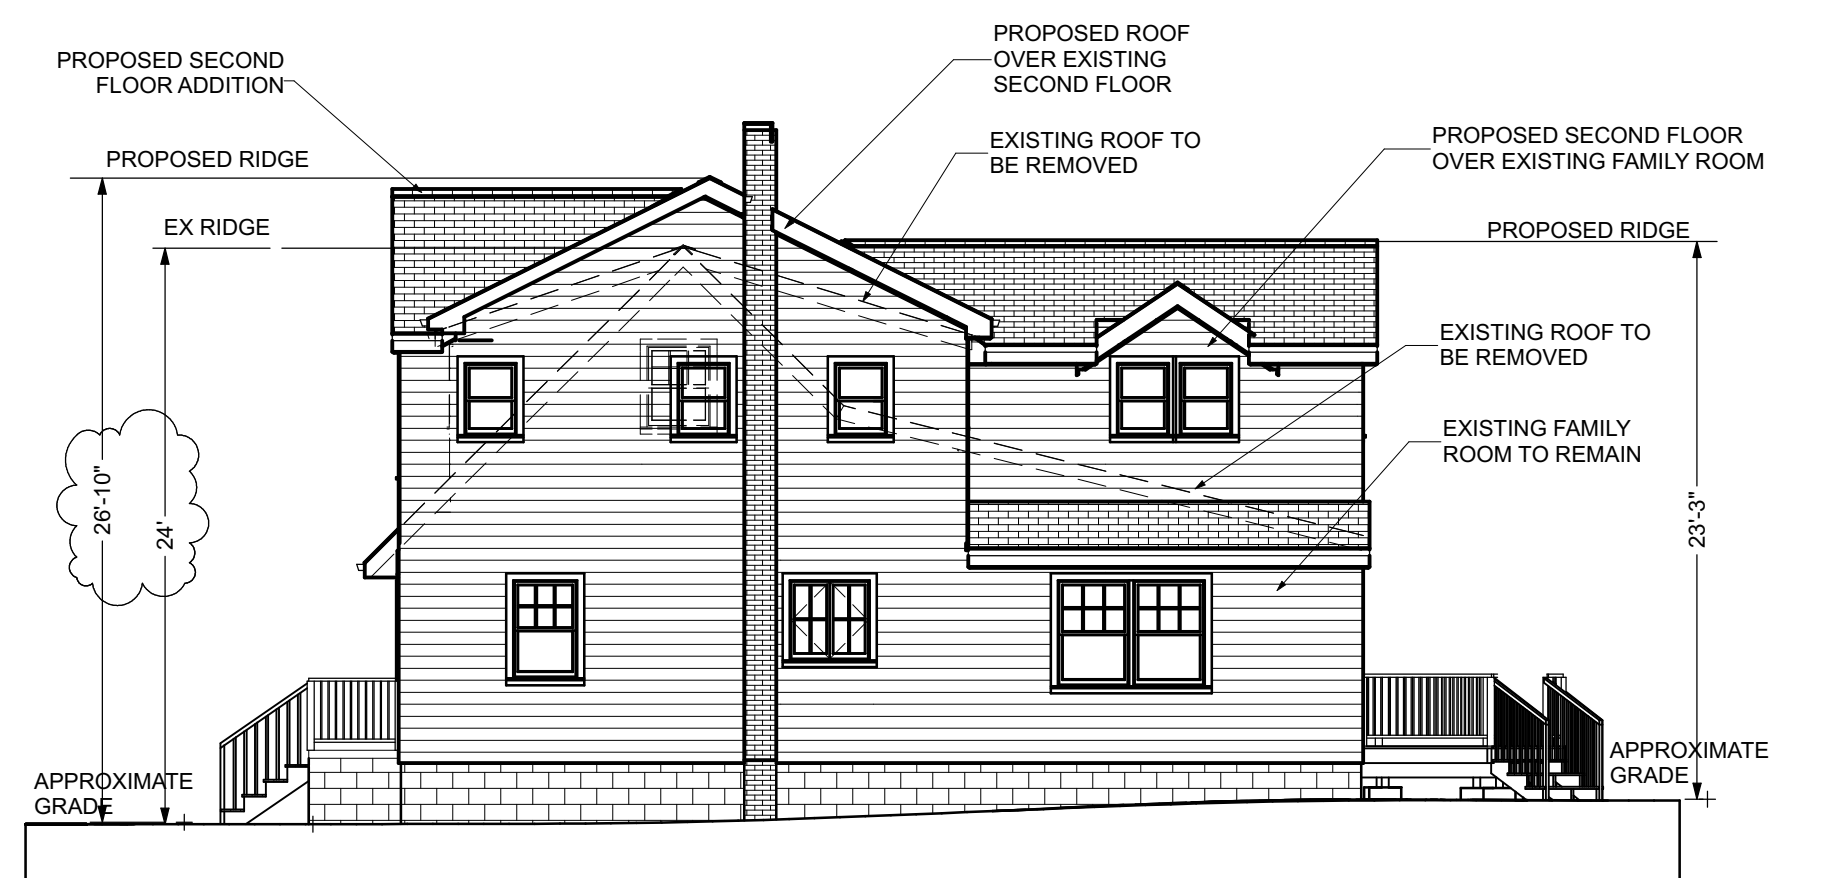 PROPOSED SECOND
FLOOR ADDITION
PROPOSED ROOF
OVER EXISTING
SECOND FLOOR
EXISTING ROOF TO
BE REMOVED
PROPOSED SECOND FLOOR
OVER EXISTING FAMILY ROOM
PROPOSED RIDGE
EX RIDGE
PROPOSED RIDGE
EXISTING ROOF TO
BE REMOVED
EXISTING FAMILY
ROOM TO REMAIN
26'-10"
24'
23'-3"
APPROXIMATE
GRADE
APPROXIMATE
GRADE